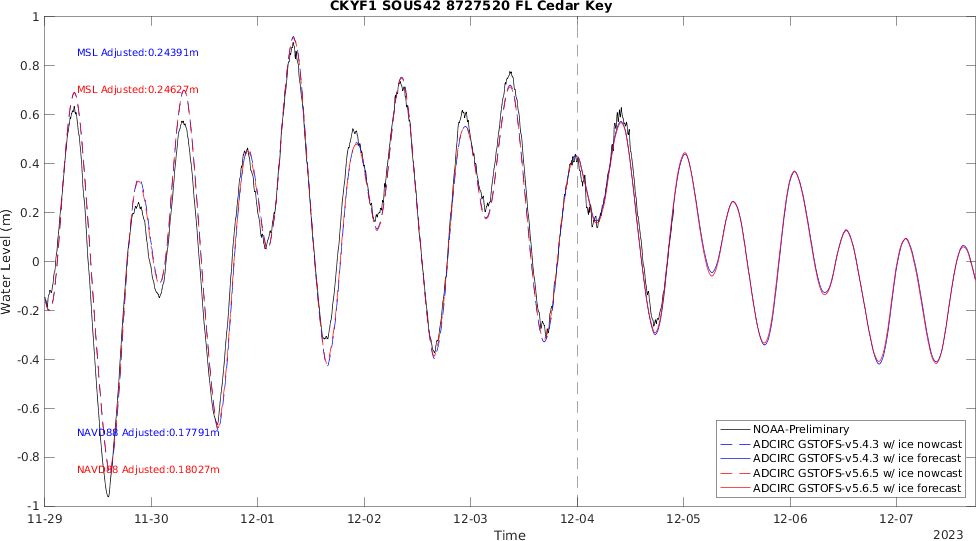 CKYF1 SOUS42 8727520 FL Cedar Key
1
0.8
0.6
0.4
0.2
0
-0.2
-0.4
-0.6
-0.8
-1
Water Level (m)
MSL Adjusted:0.24391m
MSL Adjusted:0.24627m
NAVD88 Adjusted:0.17791m
NAVD88 Adjusted:0.18027m
NOAA-Preliminary
ADCIRC GSTOFS-v5.4.3 w/ ice nowcast
ADCIRC GSTOFS-v5.4.3 w/ ice forecast
ADCIRC GSTOFS-v5.6.5 w/ ice nowcast
ADCIRC GSTOFS-v5.6.5 w/ ice forecast
11-29 11-30 12-01 12-02 12-03 12-04 12-05 12-06 12-07
Time
2023